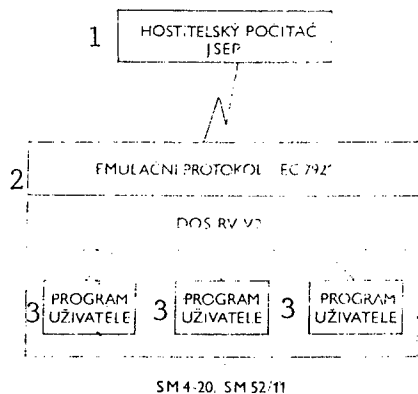 1
HOSTITELSKÝ POČÍTAČ
JSEP
2
EMULAČNÍ PROTOKOL EC 7921
DOS RV V2
3 PROGRAM UŽIVATELE
3 PROGRAM UŽIVATELE
3 PROGRAM UŽIVATELE
SM 4-20, SM 52/11